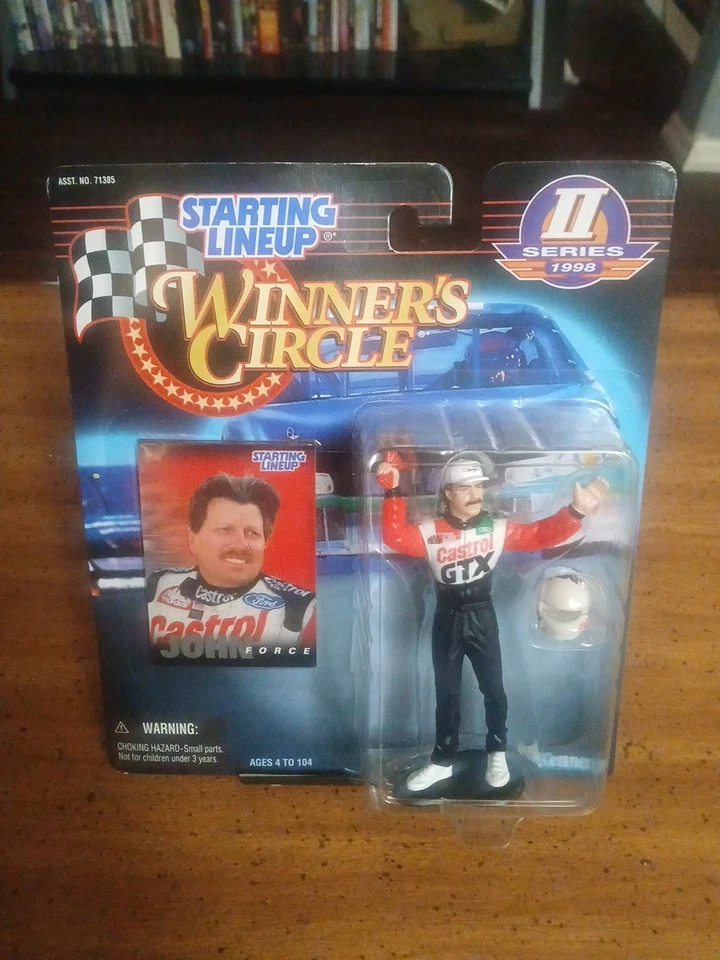 ASST. NO. 71385
STARTING
LINEUP®
II
SERIES
1998
WINNER'S
CIRCLE
STARTING
LINEUP
Castrol
Castrol
Ford
Castrol
JOHN FORCE
Castrol
GTX
WARNING:
CHOKING HAZARD-Small parts.
Not for children under 3 years.
AGES 4 TO 104
Kenner